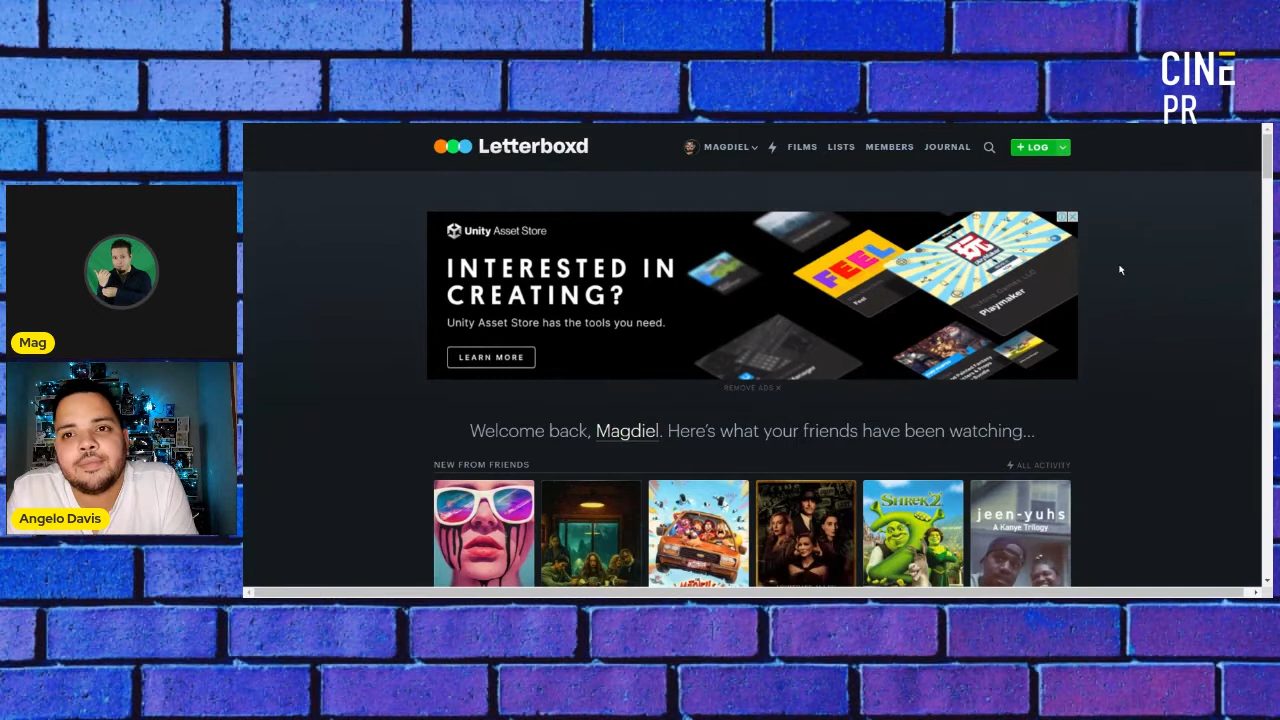 CINE
PR
Letterboxd
MAGDIEL FILMS LISTS MEMBERS JOURNAL + LOG
Unity Asset Store
INTERESTED IN
CREATING?
Unity Asset Store has the tools you need.
LEARN MORE
FEEL
Feel
Playmaker
REMOVE ADS X
Mag
Angelo Davis
Welcome back, Magdiel. Here's what your friends have been watching...
NEW FROM FRIENDS
ALL ACTIVITY
SHREK 2
jeen-yuhs
A Kanye Trilogy